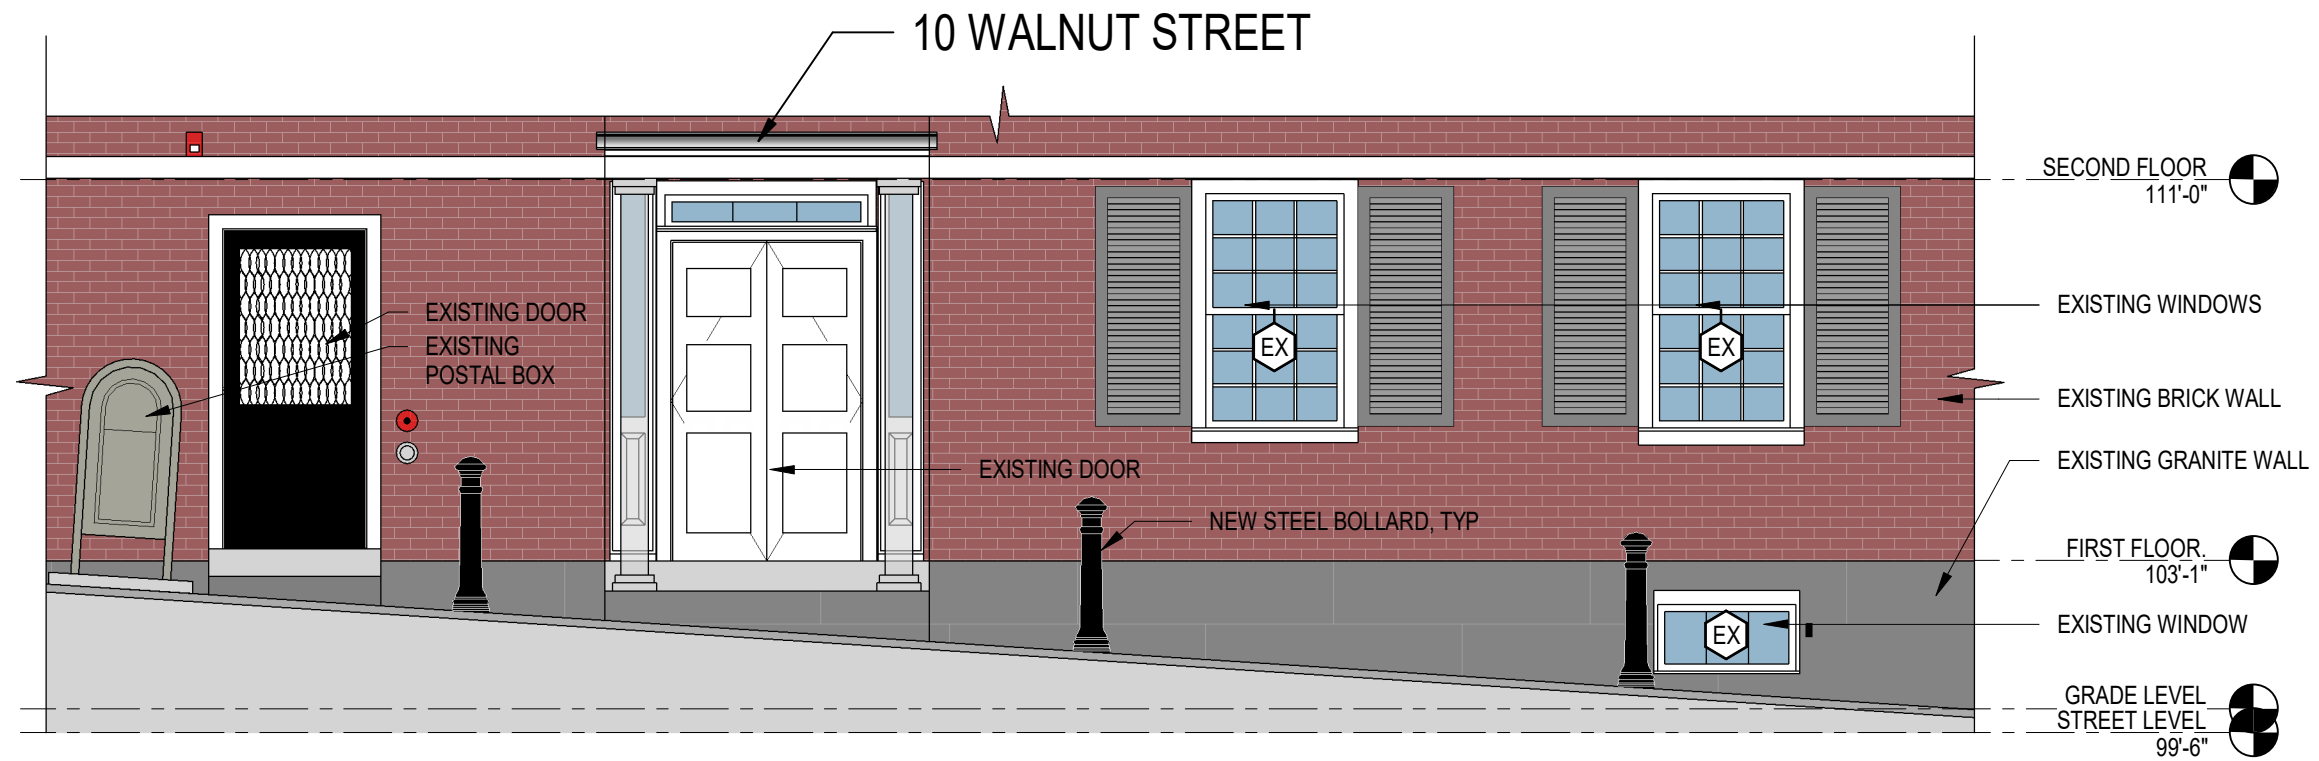 10 WALNUT STREET
SECOND FLOOR
111'-0"
EXISTING DOOR
EXISTING
POSTAL BOX
EXISTING WINDOWS
EX
EX
EXISTING BRICK WALL
EXISTING DOOR
EXISTING GRANITE WALL
NEW STEEL BOLLARD, TYP
FIRST FLOOR.
103'-1"
EX
EXISTING WINDOW
GRADE LEVEL
STREET LEVEL
99'-6"